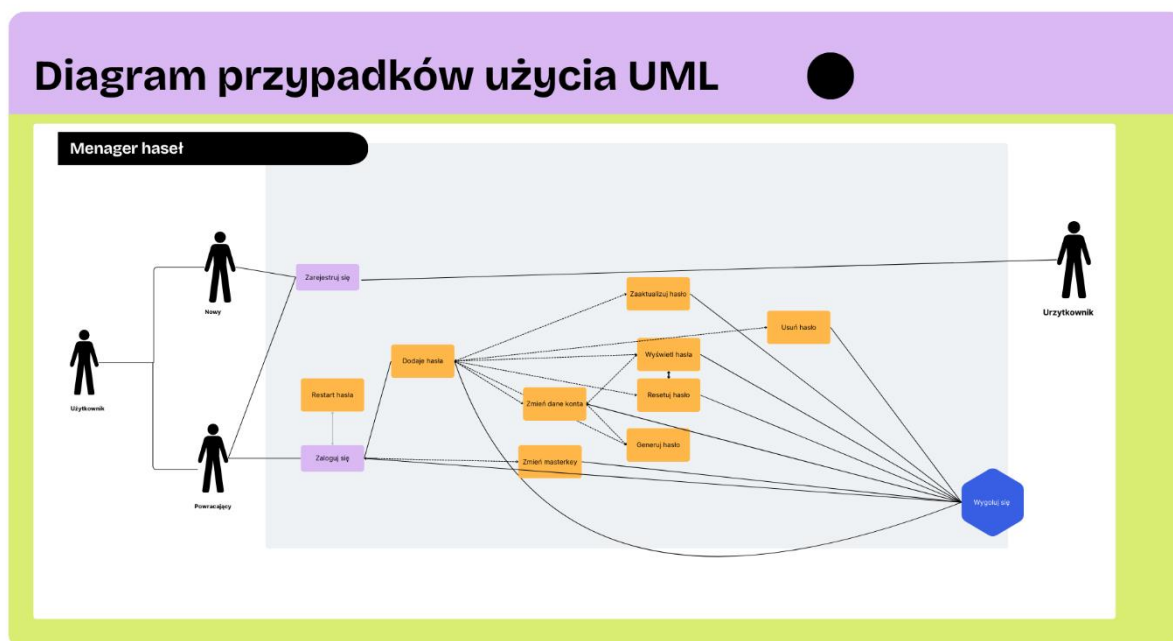 Diagram przypadków użycia UML
Menager haseł
Nowy
Użytkownik
Powracający
Zarejestruj się
Restart hasła
Zaloguj się
Dodaje hasła
Zaaktualizuj hasło
Usuń hasło
Wyświetl hasła
Zmień dane konta
Resetuj hasło
Generuj hasło
Zmień masterkey
Wygoluj się
Urzytkownik